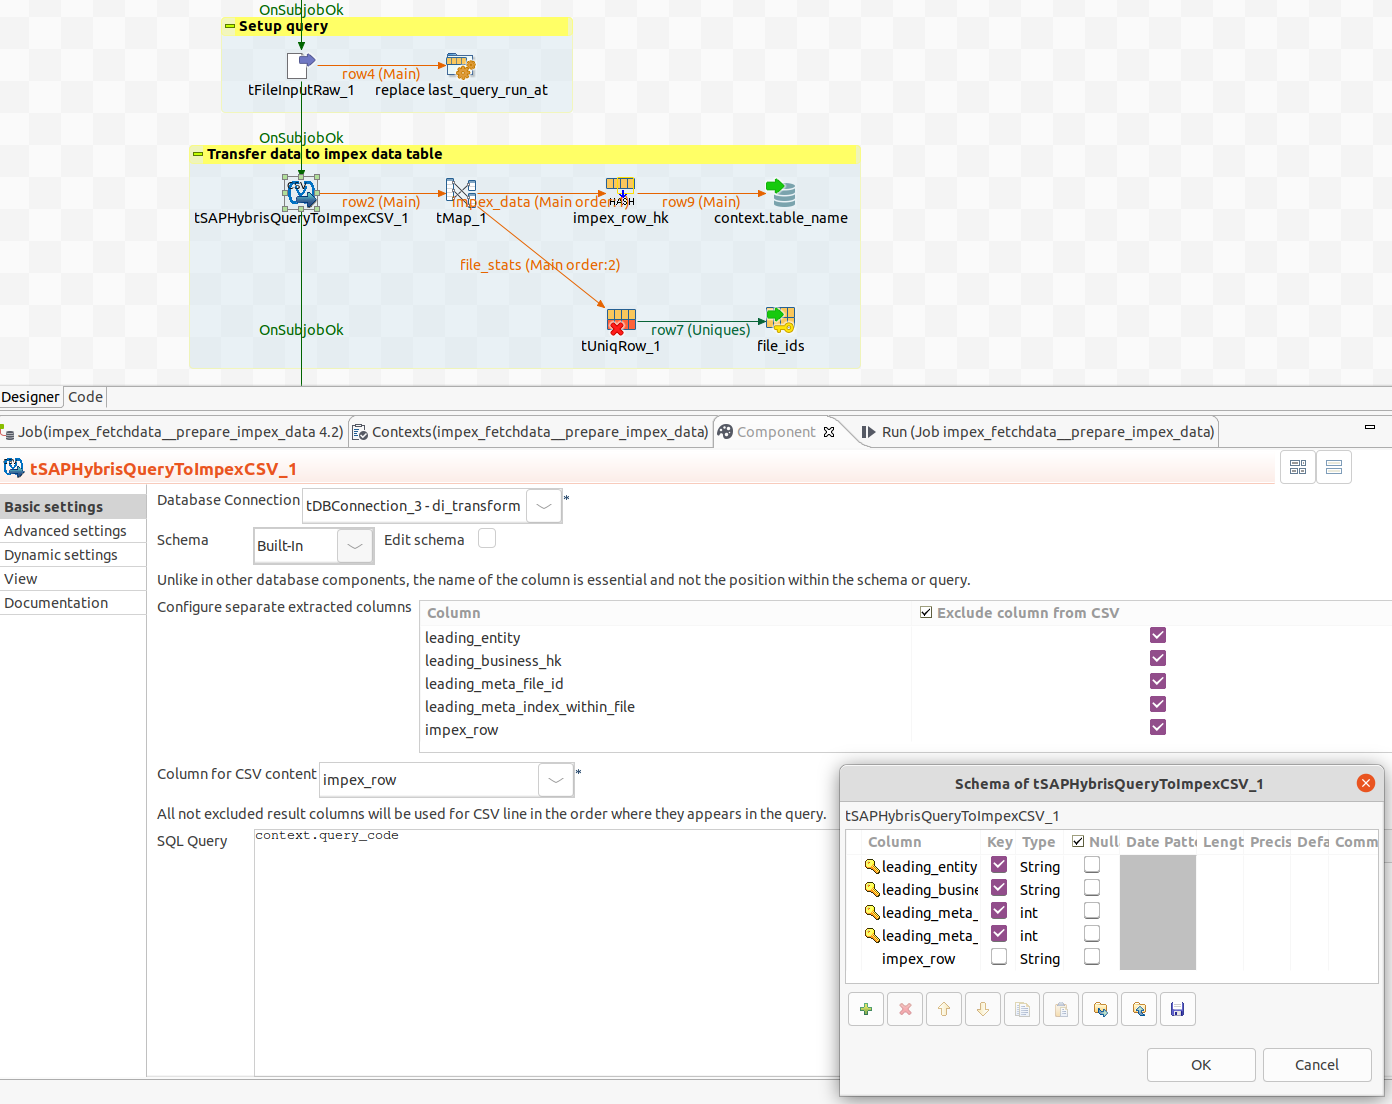 OnSubjobOk
Setup query
row4 (Main)
tFileInputRaw_1
replace last_query_run_at
OnSubjobOk
Transfer data to impex data table
row2 (Main)
impex_data (Main order:1)
row9 (Main)
tSAPHybrisQueryToImpexCSV_1
tMap_1
HASH
impex_row_hk
context.table_name
file_stats (Main order:2)
OnSubjobOk
row7 (Uniques)
tUniqRow_1
file_ids
Designer
Code
Job(impex_fetchdata__prepare_impex_data 4.2)
Contexts(impex_fetchdata__prepare_impex_data)
Component
Run (Job impex_fetchdata__prepare_impex_data)
tSAPHybrisQueryToImpexCSV_1
Basic settings
Advanced settings
Dynamic settings
View
Documentation
Database Connection tDBConnection_3 - di_transform *
Schema Built-In Edit schema
Unlike in other database components, the name of the column is essential and not the position within the schema or query.
Configure separate extracted columns
Column Exclude column from CSV
leading_entity
leading_business_hk
leading_meta_file_id
leading_meta_index_within_file
impex_row
Column for CSV content impex_row *
All not excluded result columns will be used for CSV line in the order where they appears in the query.
SQL Query context.query_code
Schema of tSAPHybrisQueryToImpexCSV_1
tSAPHybrisQueryToImpexCSV_1
Column Key Type Null Date Patte Lengt Precis Defa Comm
leading_entity String
leading_busine String
leading_meta_ int
leading_meta_ int
impex_row String
OK Cancel